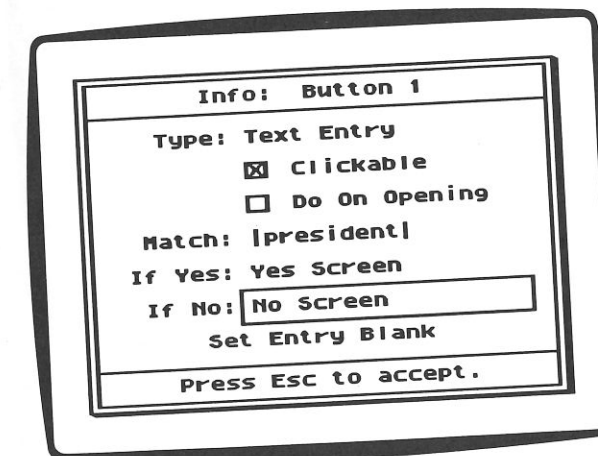 Info: Button 1
Type: Text Entry
Clickable
Do On Opening
Match: |president|
If Yes: Yes Screen
If No: No Screen
Set Entry Blank
Press Esc to accept.